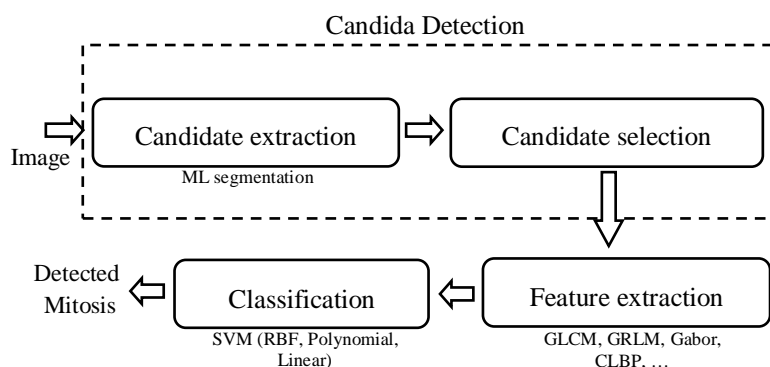 Candida Detection
Image
Candidate extraction
ML segmentation
Candidate selection
Feature extraction
GLCM, GRLM, Gabor,
CLBP, …
Classification
SVM (RBF, Polynomial,
Linear)
Detected
Mitosis